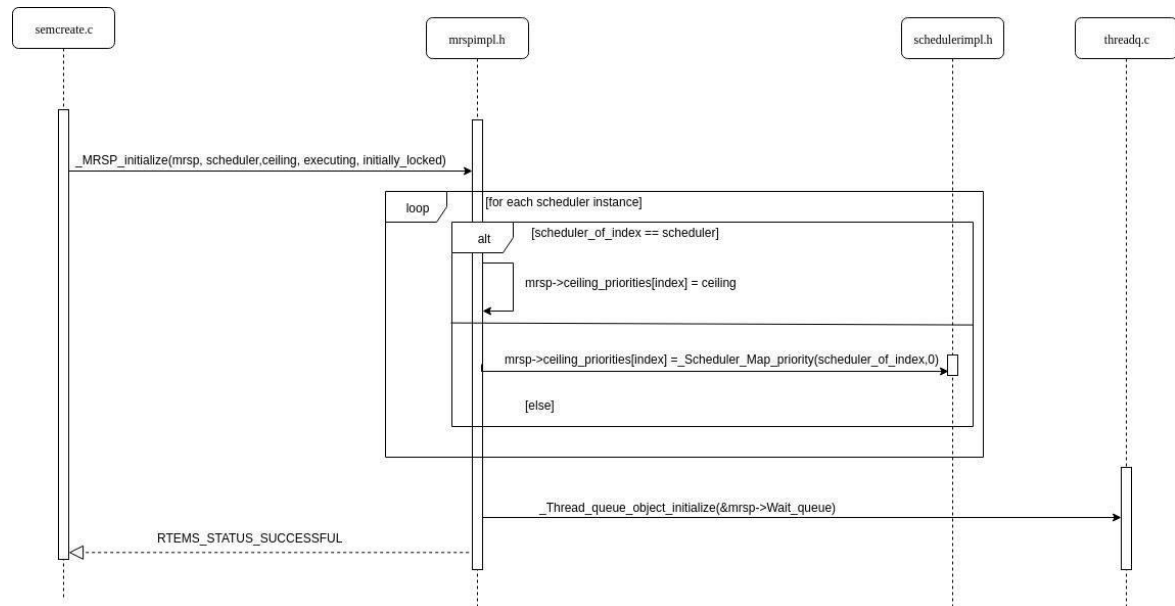 semcreate.c
mrspimpl.h
schedulerimpl.h
threadq.c
_MRSP_initialize(mrsp, scheduler,ceiling, executing, initially_locked)
loop
[for each scheduler instance]
alt
[scheduler_of_index == scheduler]
mrsp->ceiling_priorities[index] = ceiling
mrsp->ceiling_priorities[index] =_Scheduler_Map_priority(scheduler_of_index,0)
[else]
_Thread_queue_object_initialize(&mrsp->Wait_queue)
RTEMS_STATUS_SUCCESSFUL